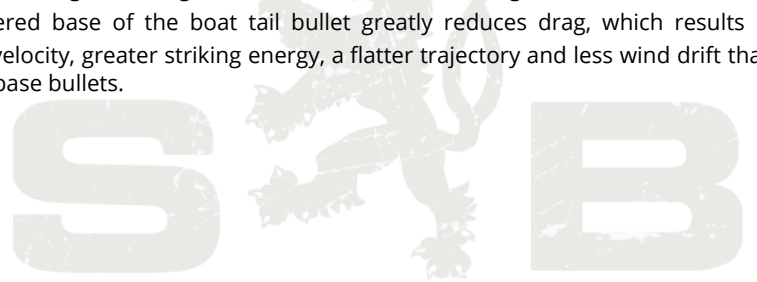 ered base of the boat tail bullet greatly reduces drag, which results
velocity, greater striking energy, a flatter trajectory and less wind drift tha
base bullets.
S B